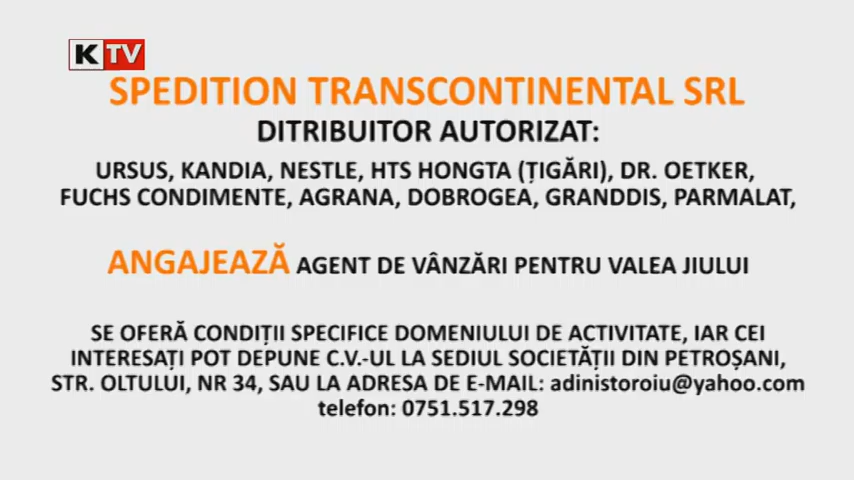 K TV
SPEDITION TRANSCONTINENTAL SRL
DITRIBUITOR AUTORIZAT:
URSUS, KANDIA, NESTLE, HTS HONGTA (ȚIGĂRI), DR. OETKER,
FUCHS CONDIMENTE, AGRANA, DOBROGEA, GRANDDIS, PARMALAT,
ANGAJEAZĂ AGENT DE VÂNZĂRI PENTRU VALEA JIULUI
SE OFERĂ CONDIȚII SPECIFICE DOMENIULUI DE ACTIVITATE, IAR CEI
INTERESAȚI POT DEPUNE C.V.-UL LA SEDIUL SOCIETĂȚII DIN PETROȘANI,
STR. OLTULUI, NR 34, SAU LA ADRESA DE E-MAIL: adinistoroiu@yahoo.com
telefon: 0751.517.298